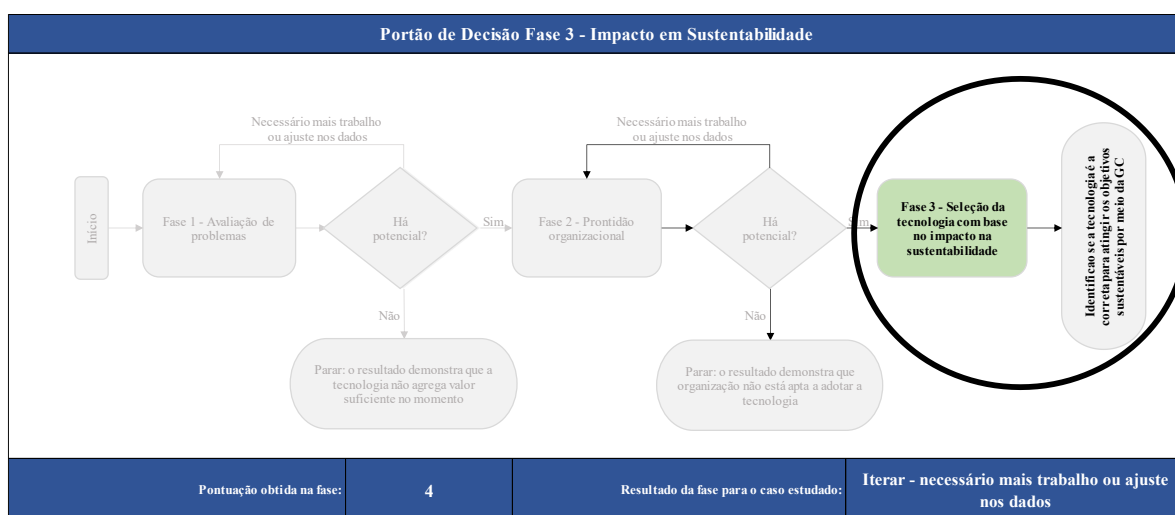 Portão de Decisão Fase 3 - Impacto em Sustentabilidade
Necessário mais trabalho
ou ajuste nos dados
Necessário mais trabalho
ou ajuste nos dados
Início
Fase 1 - Avaliação de
problemas
Há
potencial?
Sim
Fase 2 - Prontidão
organizacional
Há
potencial?
Sim
Fase 3 - Seleção da
tecnologia com base
no impacto na
sustentabilidade
Identificao se a tecnologia é a
correta para atingir os objetivos
sustentáveis por meio da GC
Não
Não
Parar: o resultado demonstra que a
tecnologia não agrega valor
suficiente no momento
Parar: o resultado demonstra que
organização não está apta a adotar a
tecnologia
Pontuação obtida na fase:
4
Resultado da fase para o caso estudado:
Iterar - necessário mais trabalho ou ajuste
nos dados